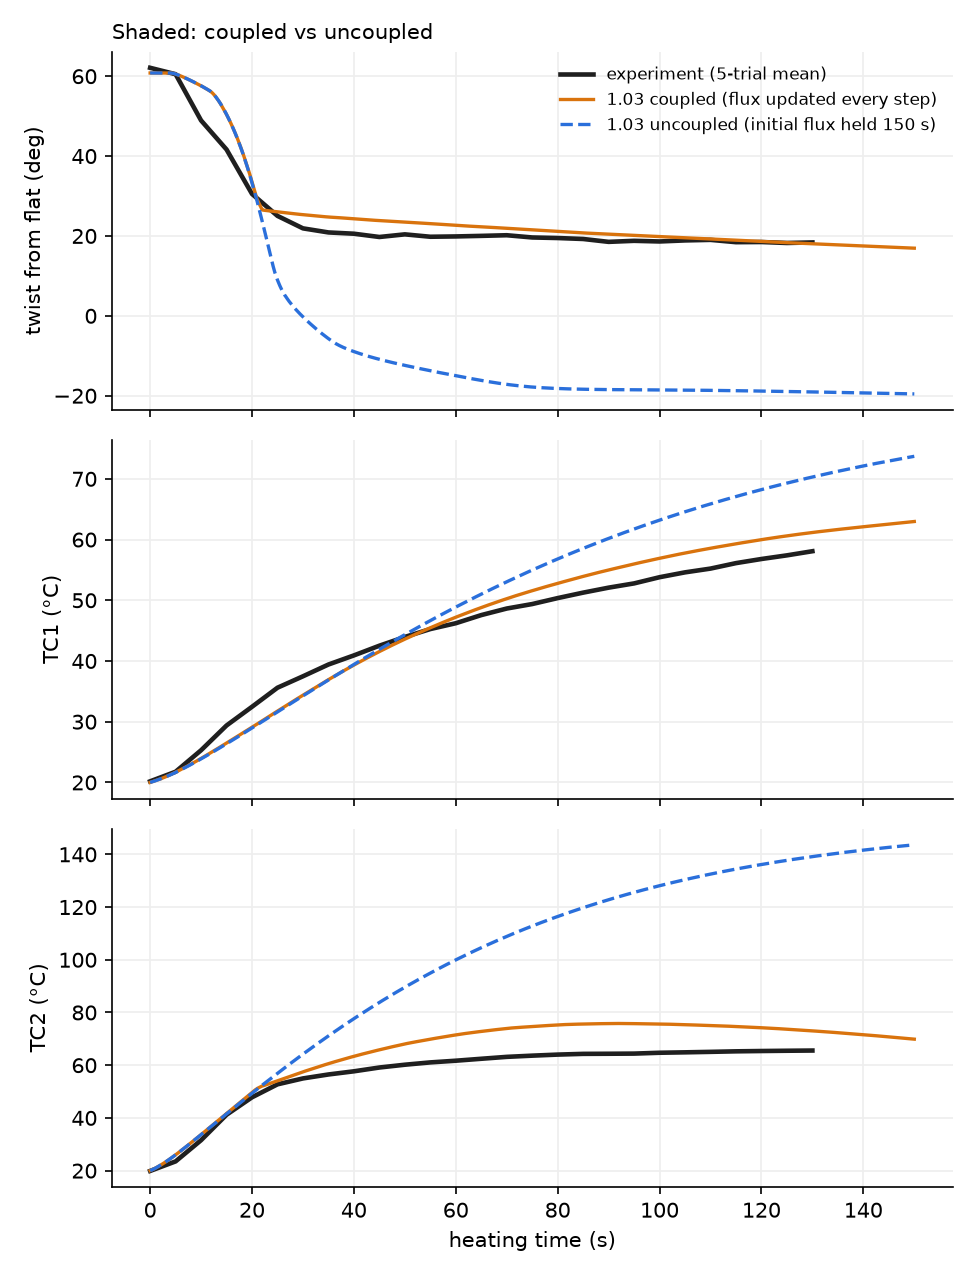 Shaded: coupled vs uncoupled
experiment (5-trial mean)
1.03 coupled (flux updated every step)
1.03 uncoupled (initial flux held 150 s)
twist from flat (deg)
60
40
20
0
−20
TC1 (°C)
70
60
50
40
30
20
TC2 (°C)
140
120
100
80
60
40
20
0 20 40 60 80 100 120 140
heating time (s)